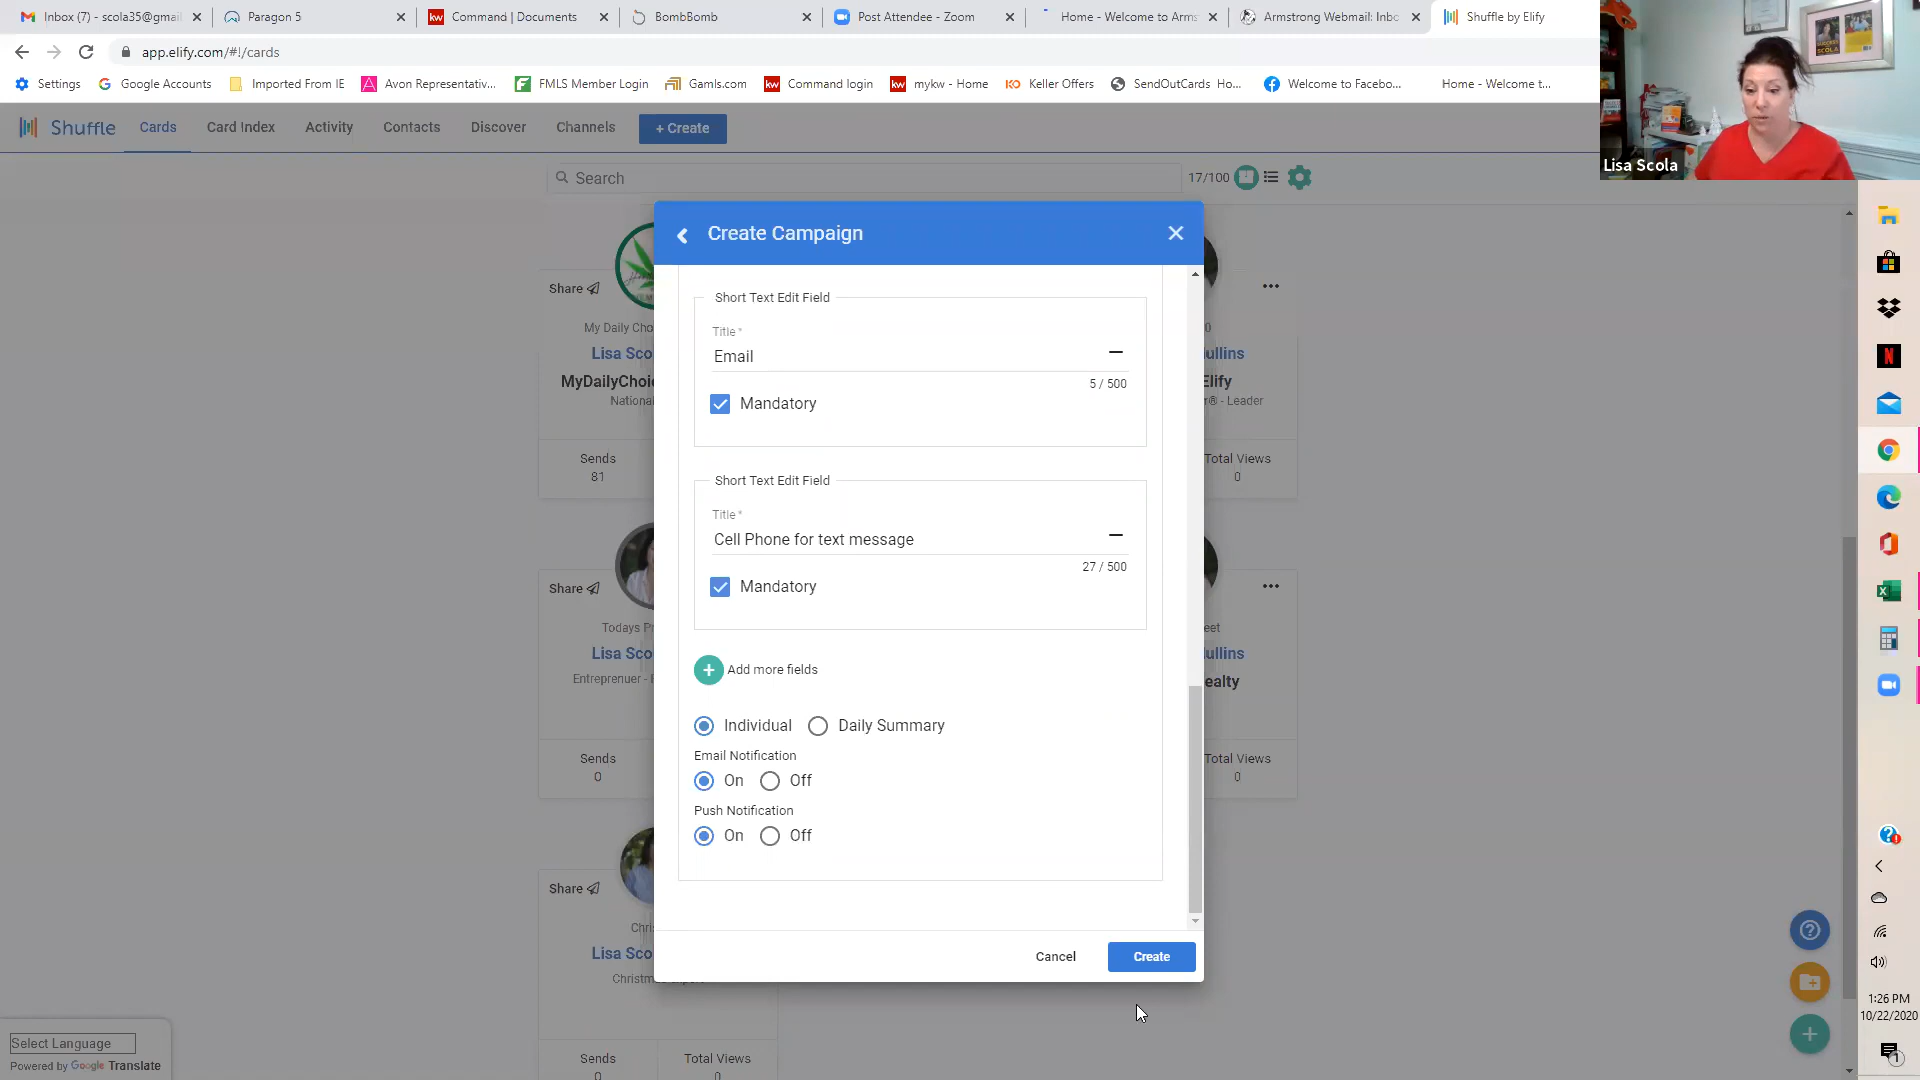 Inbox (7) - scola35@gmail
Paragon 5
Command | Documents
BombBomb
Post Attendee - Zoom
Home - Welcome to Arms
Armstrong Webmail: Inbo
Shuffle by Elify
app.elify.com/#!/cards
Settings
Google Accounts
Imported From IE
Avon Representativ...
FMLS Member Login
Gamls.com
Command login
mykw - Home
Keller Offers
SendOutCards Ho...
Welcome to Facebo...
Home - Welcome t...
Lisa Scola
Shuffle
Cards
Card Index
Activity
Contacts
Discover
Channels
+ Create
Search
17/100
Create Campaign
Short Text Edit Field
Title *
Email
5 / 500
Mandatory
Short Text Edit Field
Title *
Cell Phone for text message
27 / 500
Mandatory
Add more fields
Individual
Daily Summary
Email Notification
On
Off
Push Notification
On
Off
Cancel
Create
Share
My Daily Cho
Lisa Sco
MyDailyChoi
National
Sends
81
ullins
Elify
r® - Leader
Total Views
0
Share
Todays Pr
Lisa Sco
Entreprenuer - I
Sends
0
eet
ullins
ealty
Total Views
0
Share
Chri
Lisa Sco
Christm
Sends
0
Total Views
0
Select Language
Powered by Google Translate
1:26 PM
10/22/2020
1